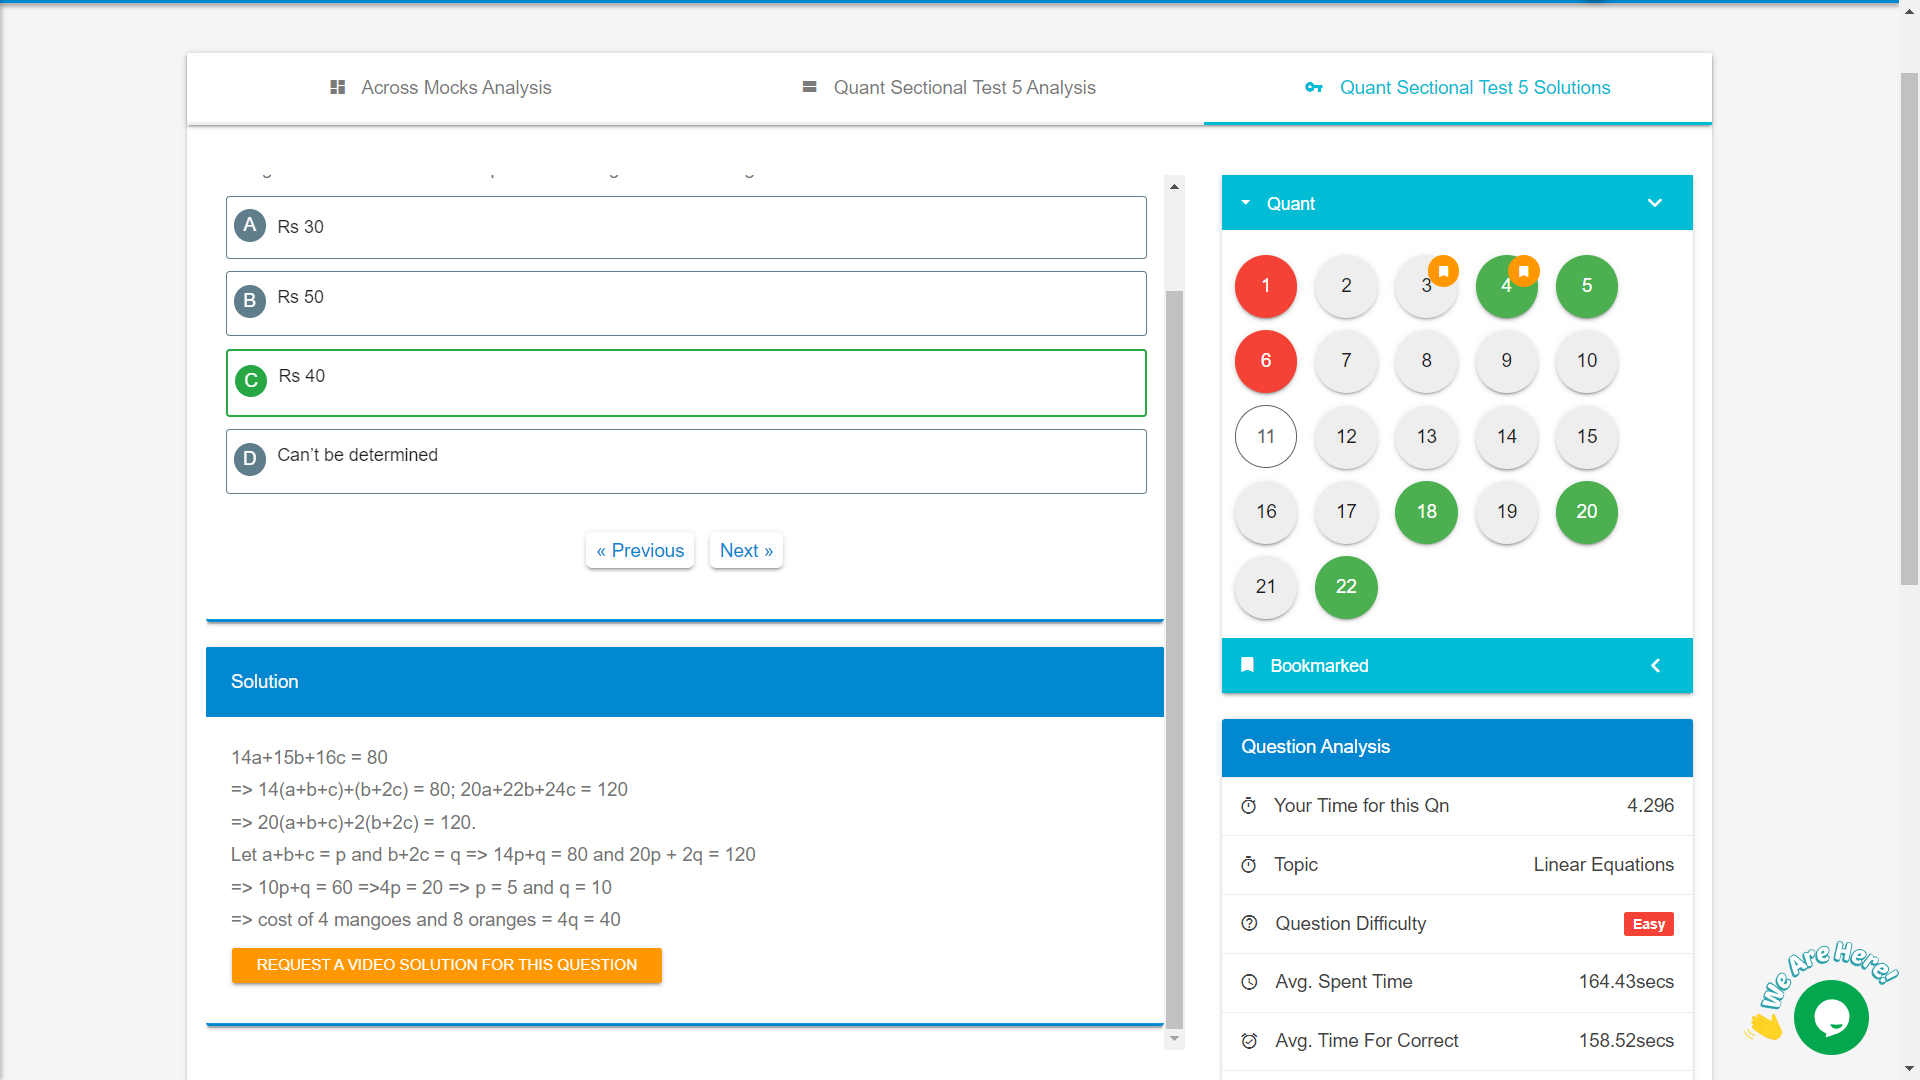 Across Mocks Analysis
Quant Sectional Test 5 Analysis
Quant Sectional Test 5 Solutions
A Rs 30
B Rs 50
C Rs 40
D Can’t be determined
« Previous
Next »
Solution
14a+15b+16c = 80
=> 14(a+b+c)+(b+2c) = 80; 20a+22b+24c = 120
=> 20(a+b+c)+2(b+2c) = 120.
Let a+b+c = p and b+2c = q => 14p+q = 80 and 20p + 2q = 120
=> 10p+q = 60 =>4p = 20 => p = 5 and q = 10
=> cost of 4 mangoes and 8 oranges = 4q = 40
REQUEST A VIDEO SOLUTION FOR THIS QUESTION
Quant
1 2 3 4 5
6 7 8 9 10
11 12 13 14 15
16 17 18 19 20
21 22
Bookmarked
Question Analysis
Your Time for this Qn 4.296
Topic Linear Equations
Question Difficulty Easy
Avg. Spent Time 164.43secs
Avg. Time For Correct 158.52secs
We Are Here!